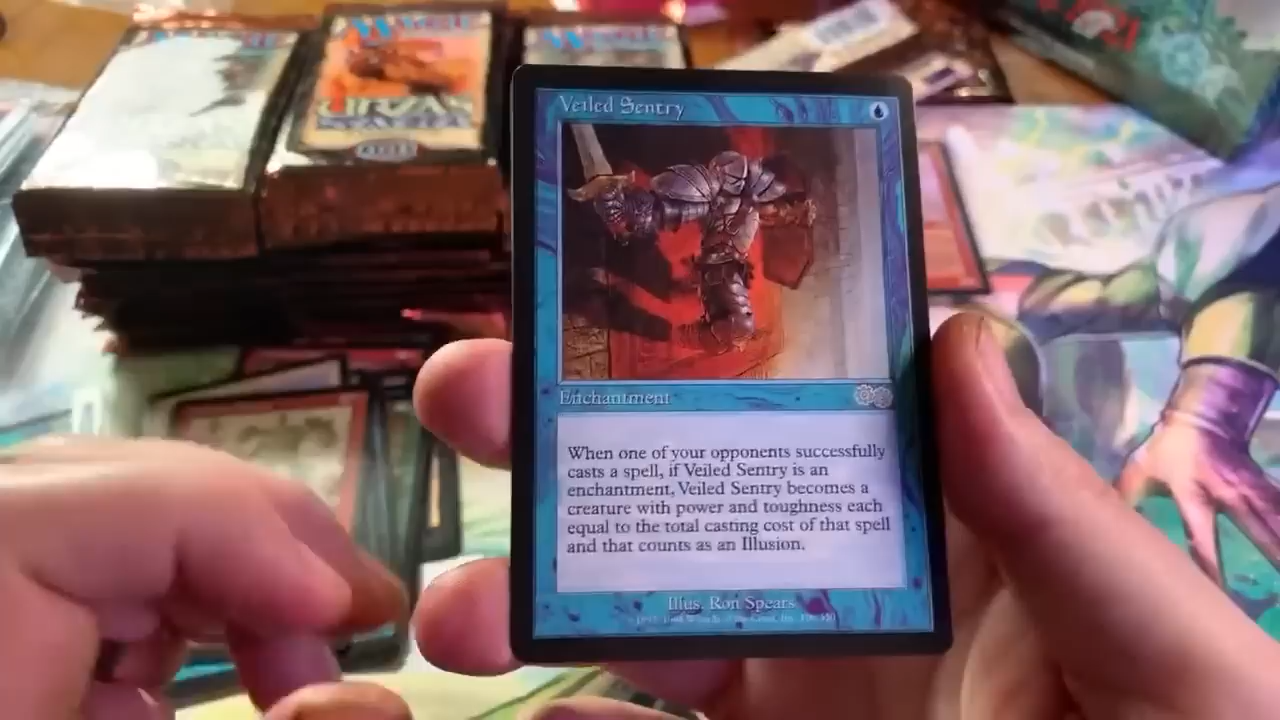 URZA'S
Veiled Sentry
Enchantment
When one of your opponents successfully
casts a spell, if Veiled Sentry is an
enchantment, Veiled Sentry becomes a
creature with power and toughness each
equal to the total casting cost of that spell
and that counts as an Illusion.
Illus. Ron Spears